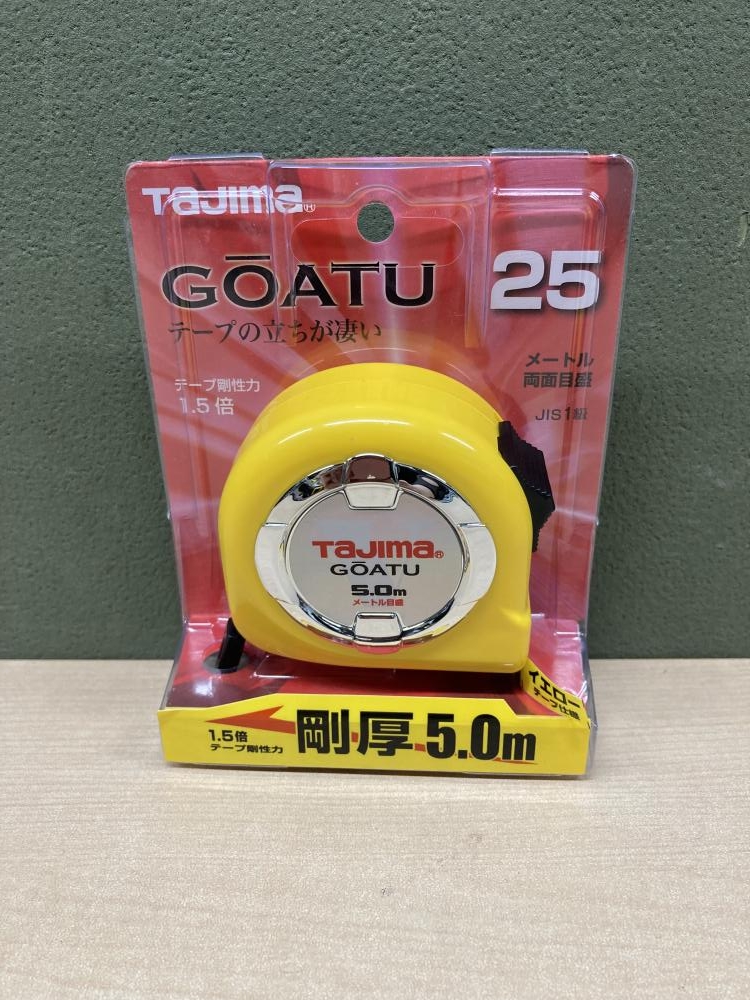 Tajima®
GŌATU
25
テープの立ちが凄い
メートル
両面目盛
テープ剛性力
1.5倍
JIS1級
Tajima®
GŌATU
5.0m
メートル目盛
イエロー
テープ仕様
1.5倍
テープ剛性力
剛厚 5.0m